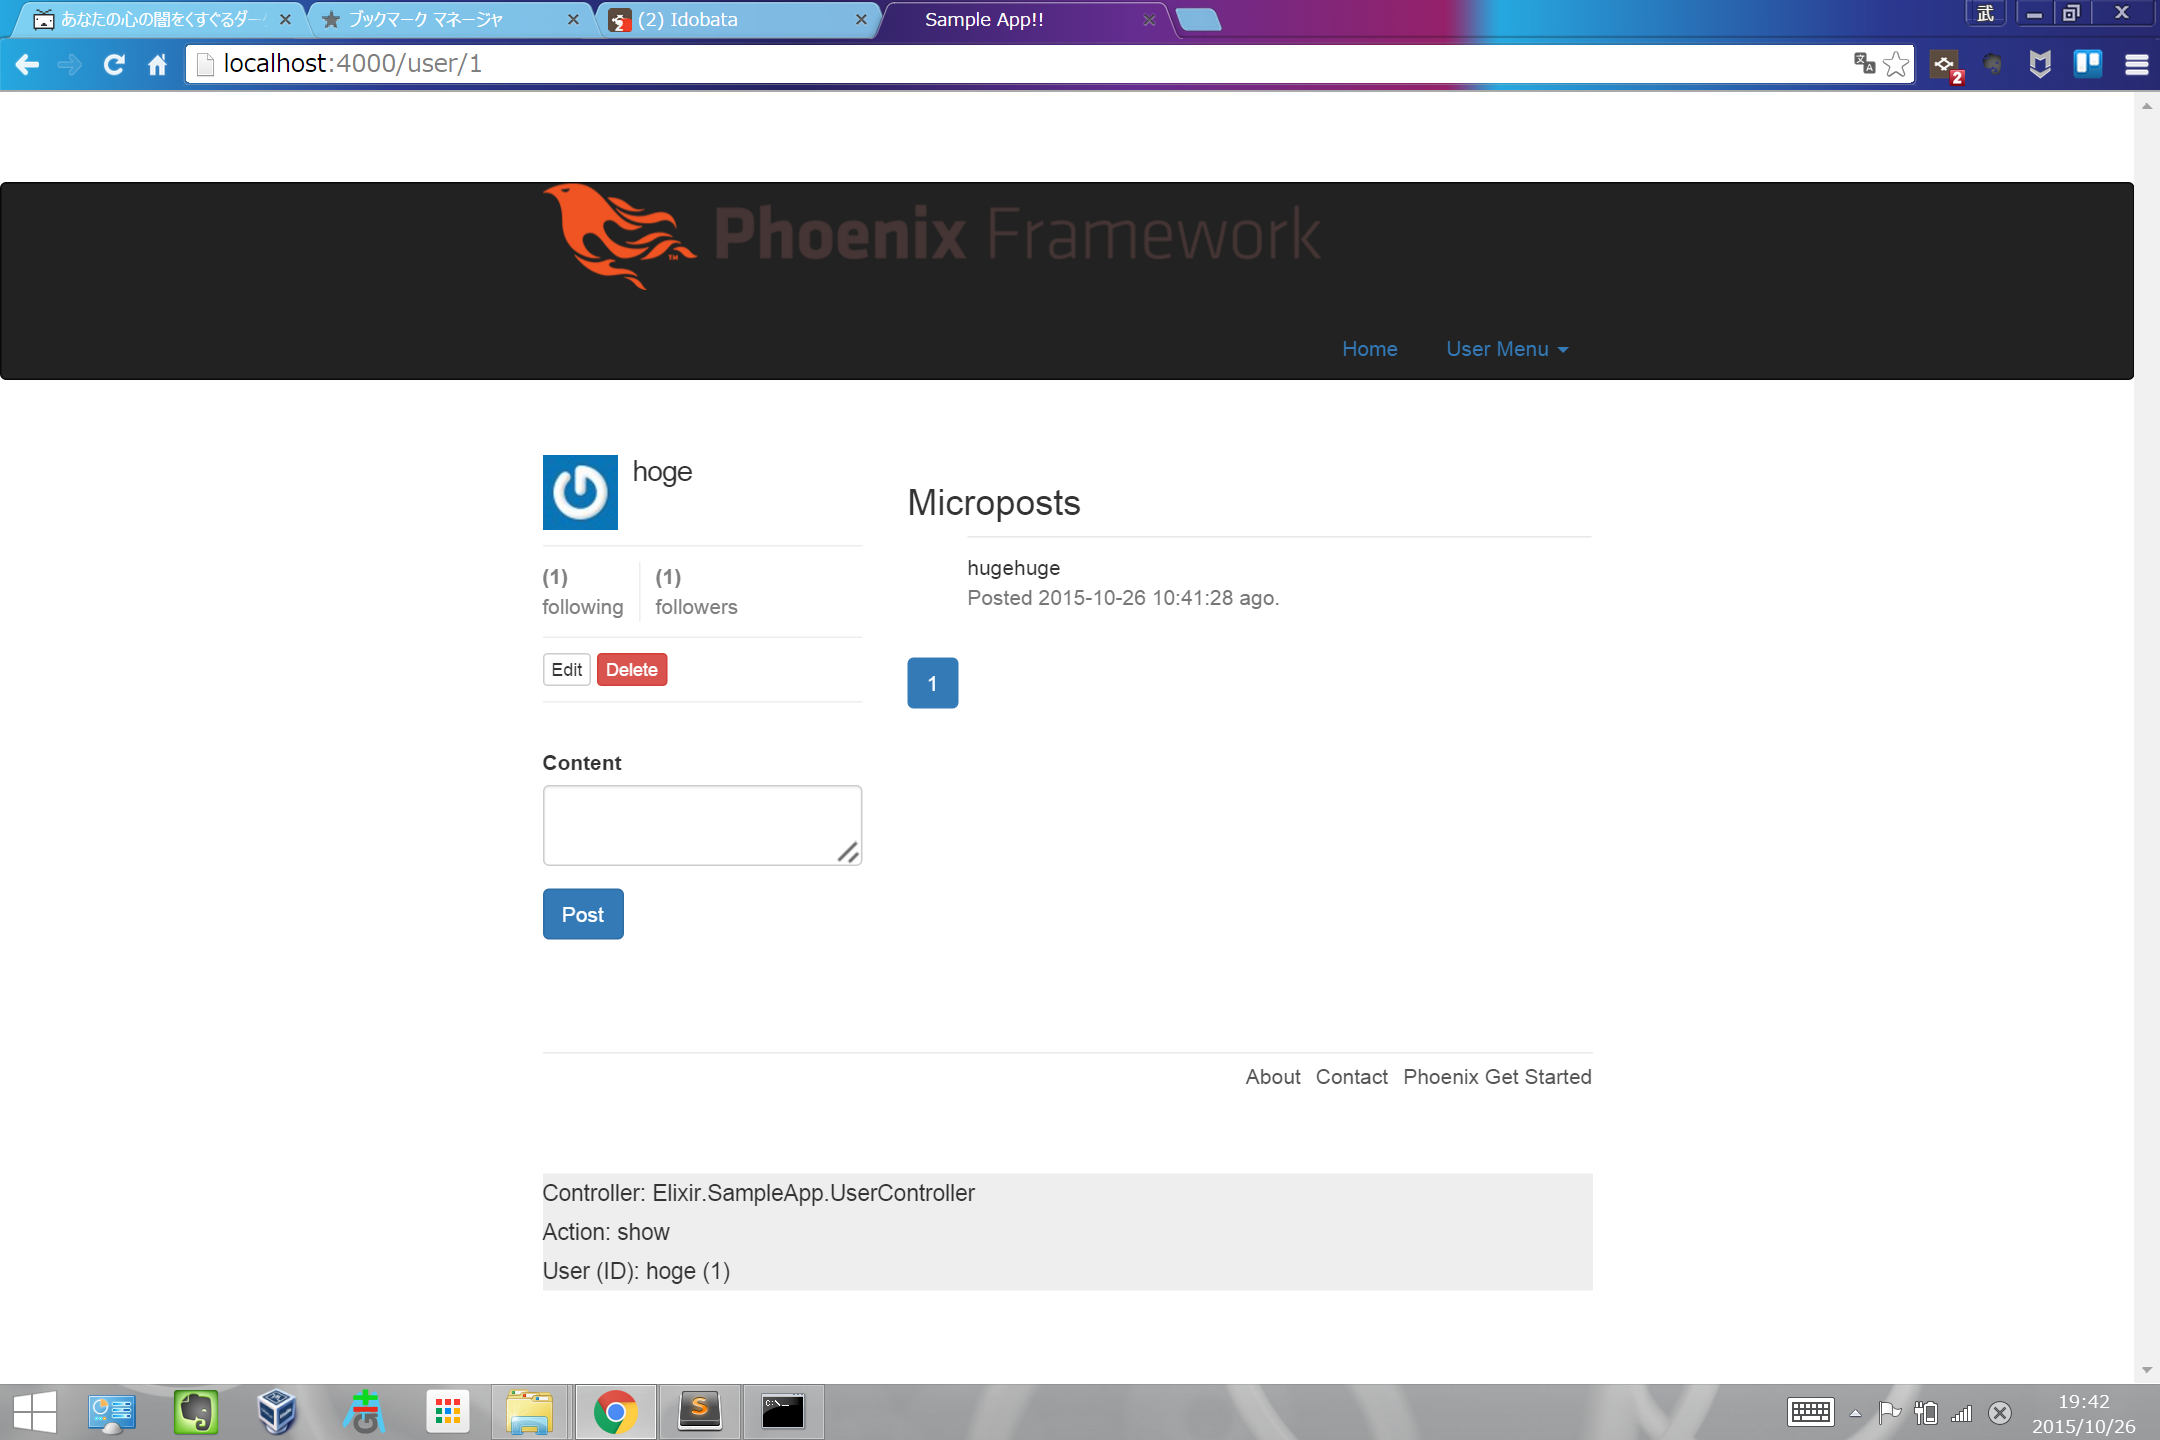 あなたの心の闇をくすぐるダー
ブックマーク マネージャ
(2) Idobata
Sample App!!
武
localhost:4000/user/1
2
Phoenix Framework
TM
Home
User Menu
hoge
Microposts
hugehuge
Posted 2015-10-26 10:41:28 ago.
(1)
following
(1)
followers
Edit
Delete
1
Content
Post
About Contact Phoenix Get Started
Controller: Elixir.SampleApp.UserController
Action: show
User (ID): hoge (1)
19:42
2015/10/26